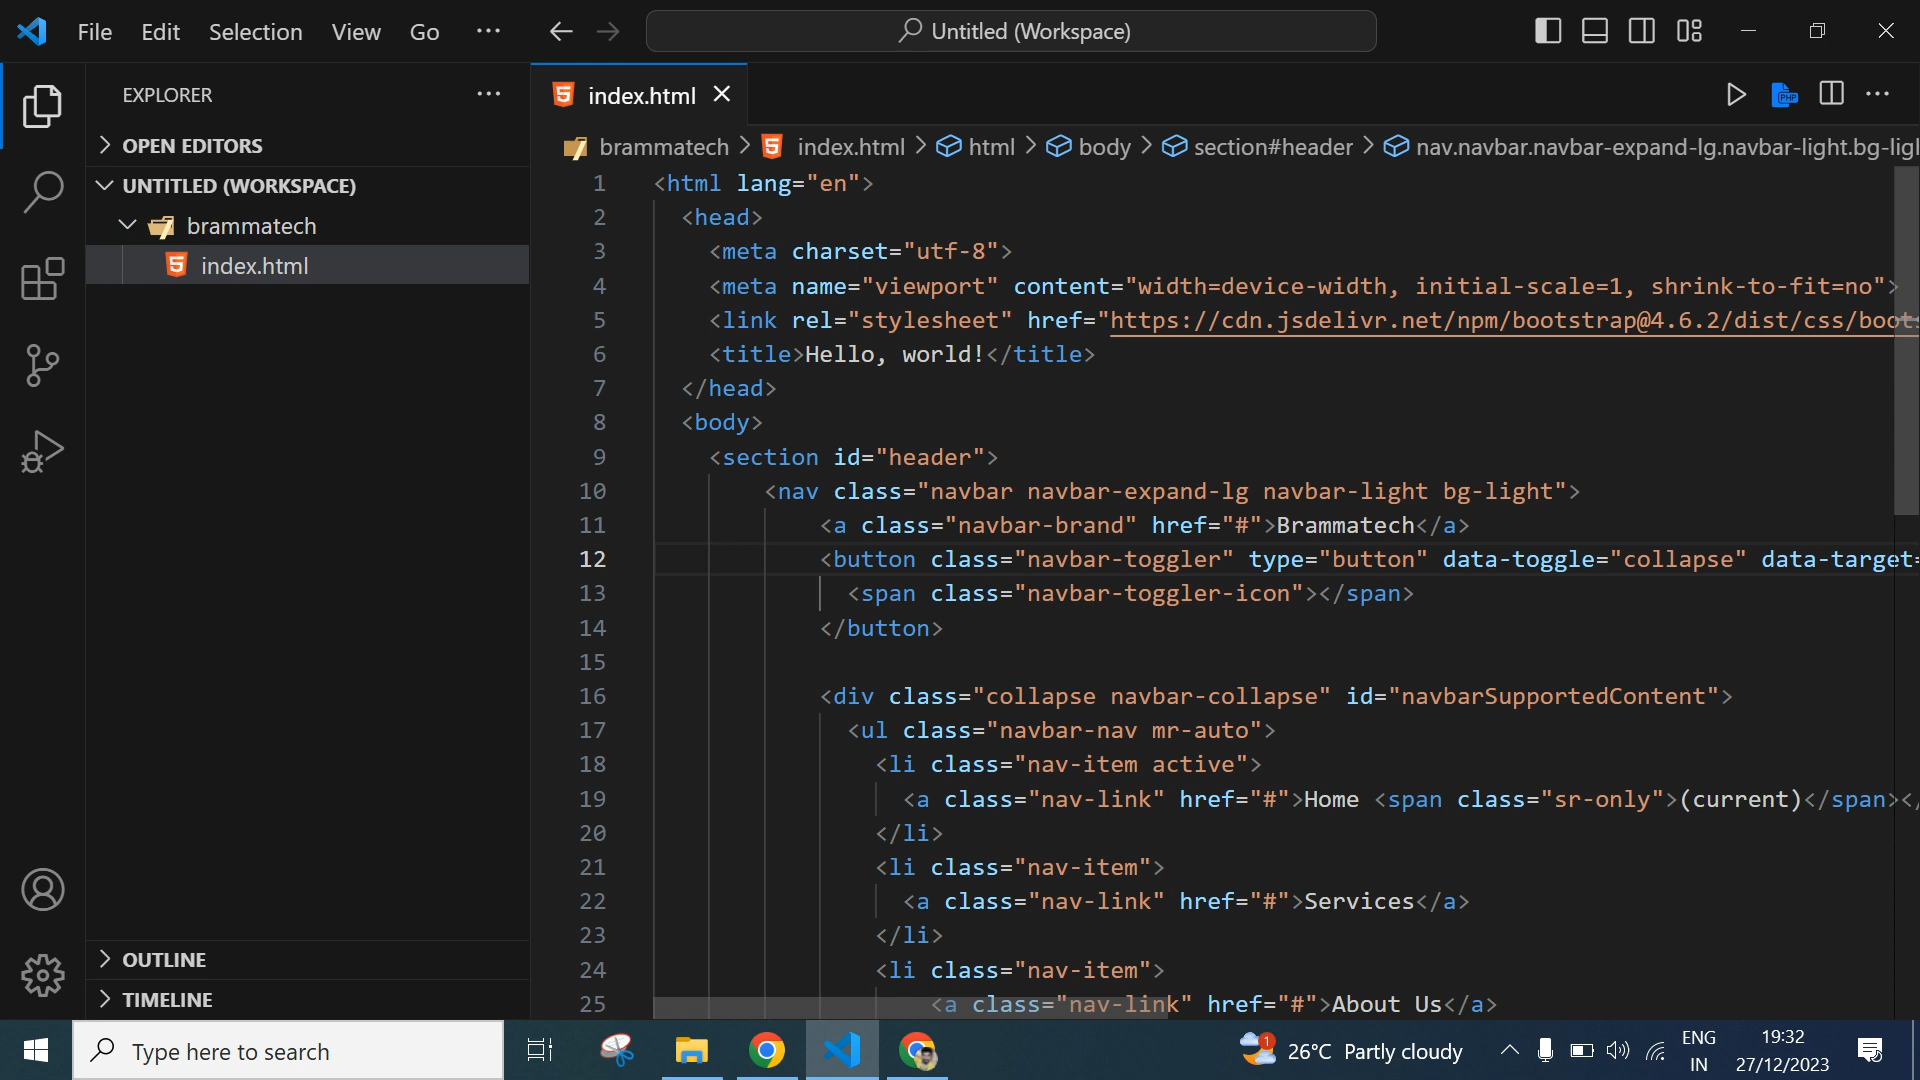 File Edit Selection View Go
Untitled (Workspace)
EXPLORER
OPEN EDITORS
UNTITLED (WORKSPACE)
brammatech
index.html
OUTLINE
TIMELINE
index.html
PHP
brammatech > index.html > html > body > section#header > nav.navbar.navbar-expand-lg.navbar-light.bg-ligl
1 <html lang="en">
2 <head>
3 <meta charset="utf-8">
4 <meta name="viewport" content="width=device-width, initial-scale=1, shrink-to-fit=no">
5 <link rel="stylesheet" href="https://cdn.jsdelivr.net/npm/bootstrap@4.6.2/dist/css/boots
6 <title>Hello, world!</title>
7 </head>
8 <body>
9 <section id="header">
10 <nav class="navbar navbar-expand-lg navbar-light bg-light">
11 <a class="navbar-brand" href="#">Brammatech</a>
12 <button class="navbar-toggler" type="button" data-toggle="collapse" data-target=
13 <span class="navbar-toggler-icon"></span>
14 </button>
15
16 <div class="collapse navbar-collapse" id="navbarSupportedContent">
17 <ul class="navbar-nav mr-auto">
18 <li class="nav-item active">
19 <a class="nav-link" href="#">Home <span class="sr-only">(current)</span></
20 </li>
21 <li class="nav-item">
22 <a class="nav-link" href="#">Services</a>
23 </li>
24 <li class="nav-item">
25 <a class="nav-link" href="#">About Us</a>
Type here to search
1
26°C Partly cloudy
ENG
IN
19:32
27/12/2023